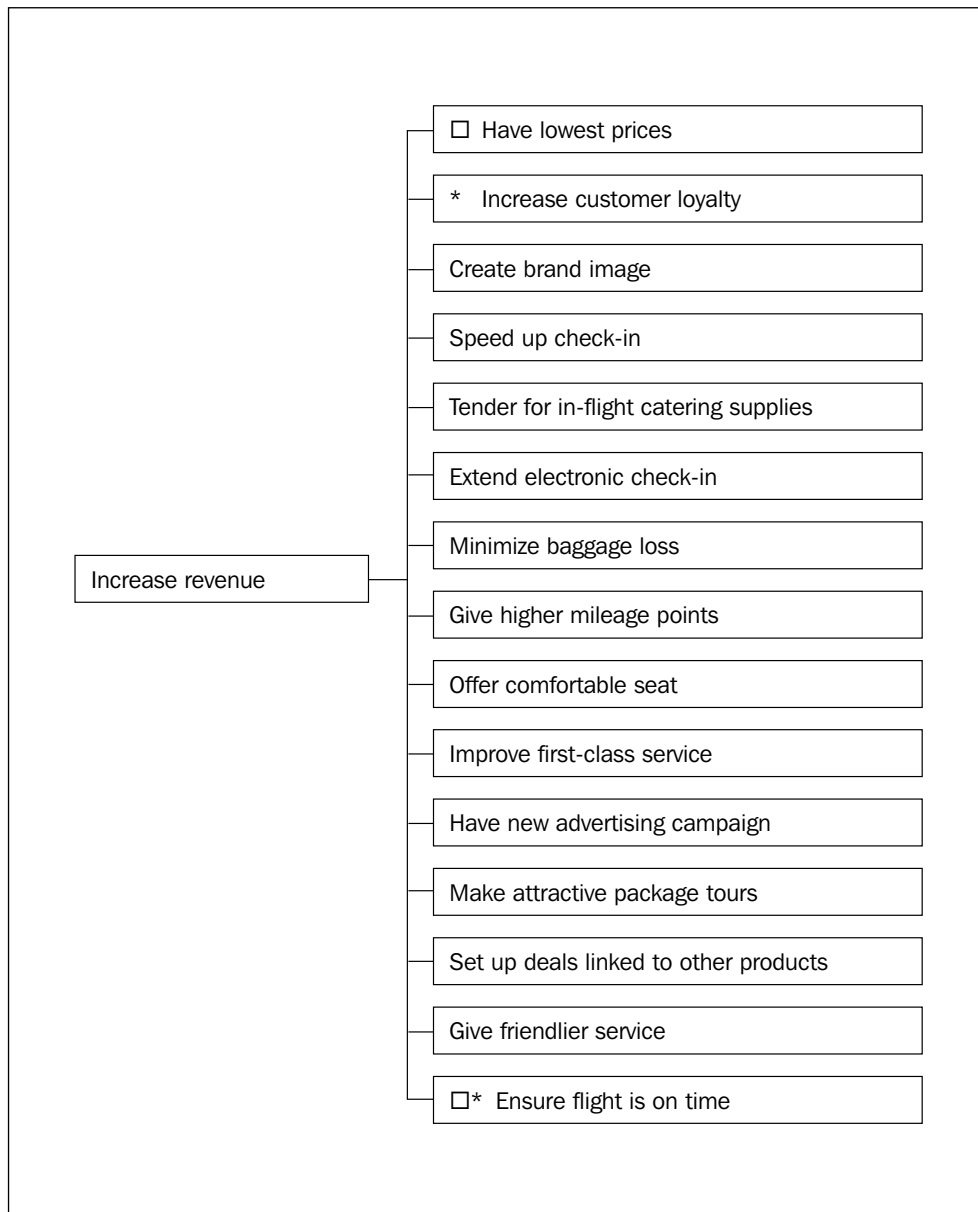 □ Have lowest prices
* Increase customer loyalty
Create brand image
Speed up check-in
Tender for in-flight catering supplies
Extend electronic check-in
Minimize baggage loss
Increase revenue
Give higher mileage points
Offer comfortable seat
Improve first-class service
Have new advertising campaign
Make attractive package tours
Set up deals linked to other products
Give friendlier service
□* Ensure flight is on time